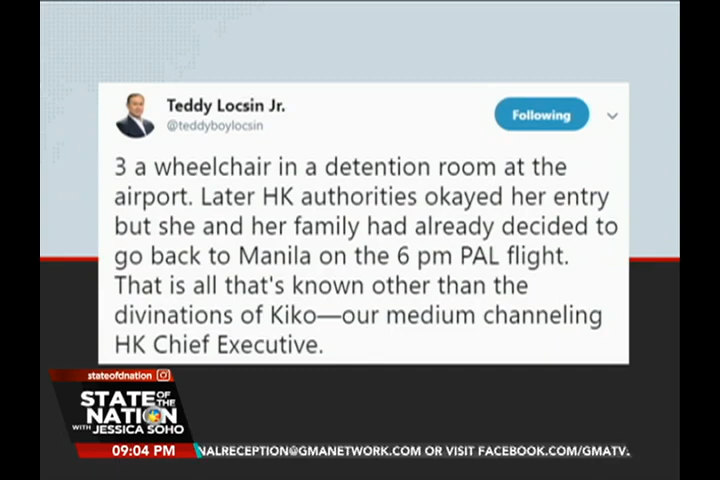 Teddy Locsin Jr.
@teddyboylocsin
Following
3 a wheelchair in a detention room at the
airport. Later HK authorities okayed her entry
but she and her family had already decided to
go back to Manila on the 6 pm PAL flight.
That is all that's known other than the
divinations of Kiko—our medium channeling
HK Chief Executive.
stateofdnation
STATE OF THE
NATION
WITH JESSICA SOHO
09:04 PM
NALRECEPTION@GMANETWORK.COM OR VISIT FACEBOOK.COM/GMATV.